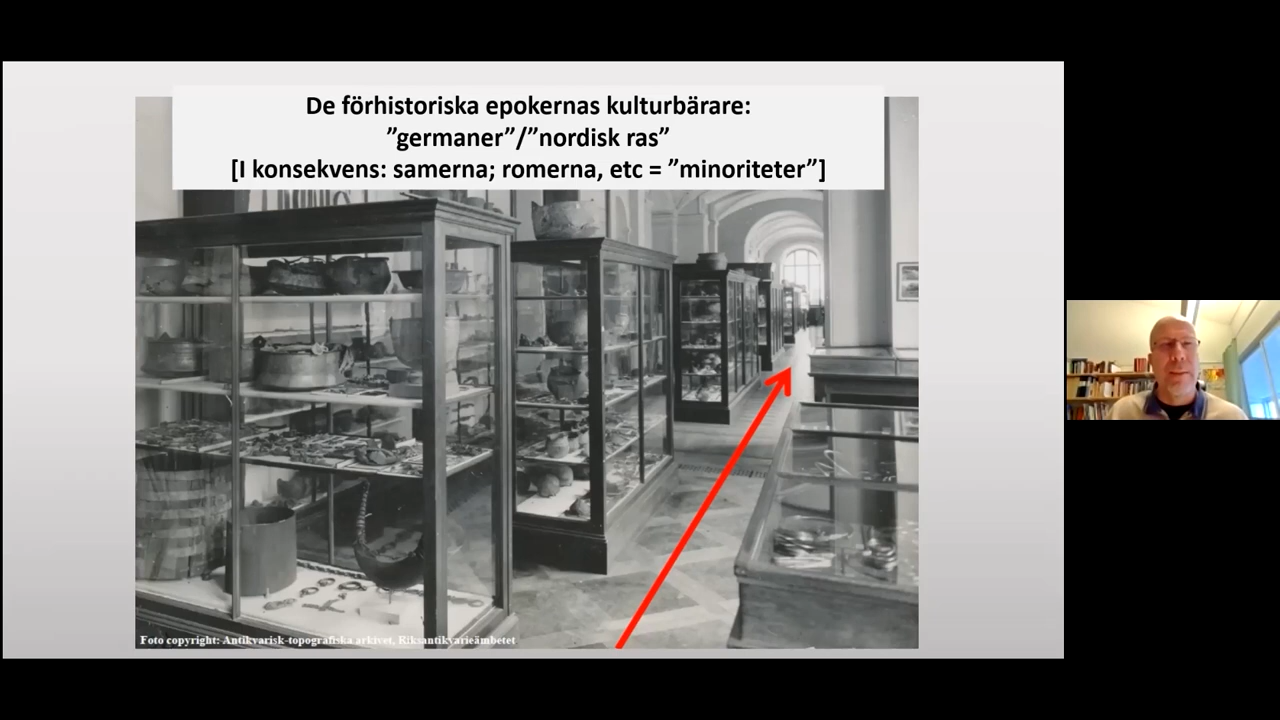 De förhistoriska epokernas kulturbärare:
”germaner”/”nordisk ras”
[I konsekvens: samerna; romerna, etc = ”minoriteter”]
Foto copyright: Antikvarisk-topografiska arkivet, Riksantikvarieämbetet